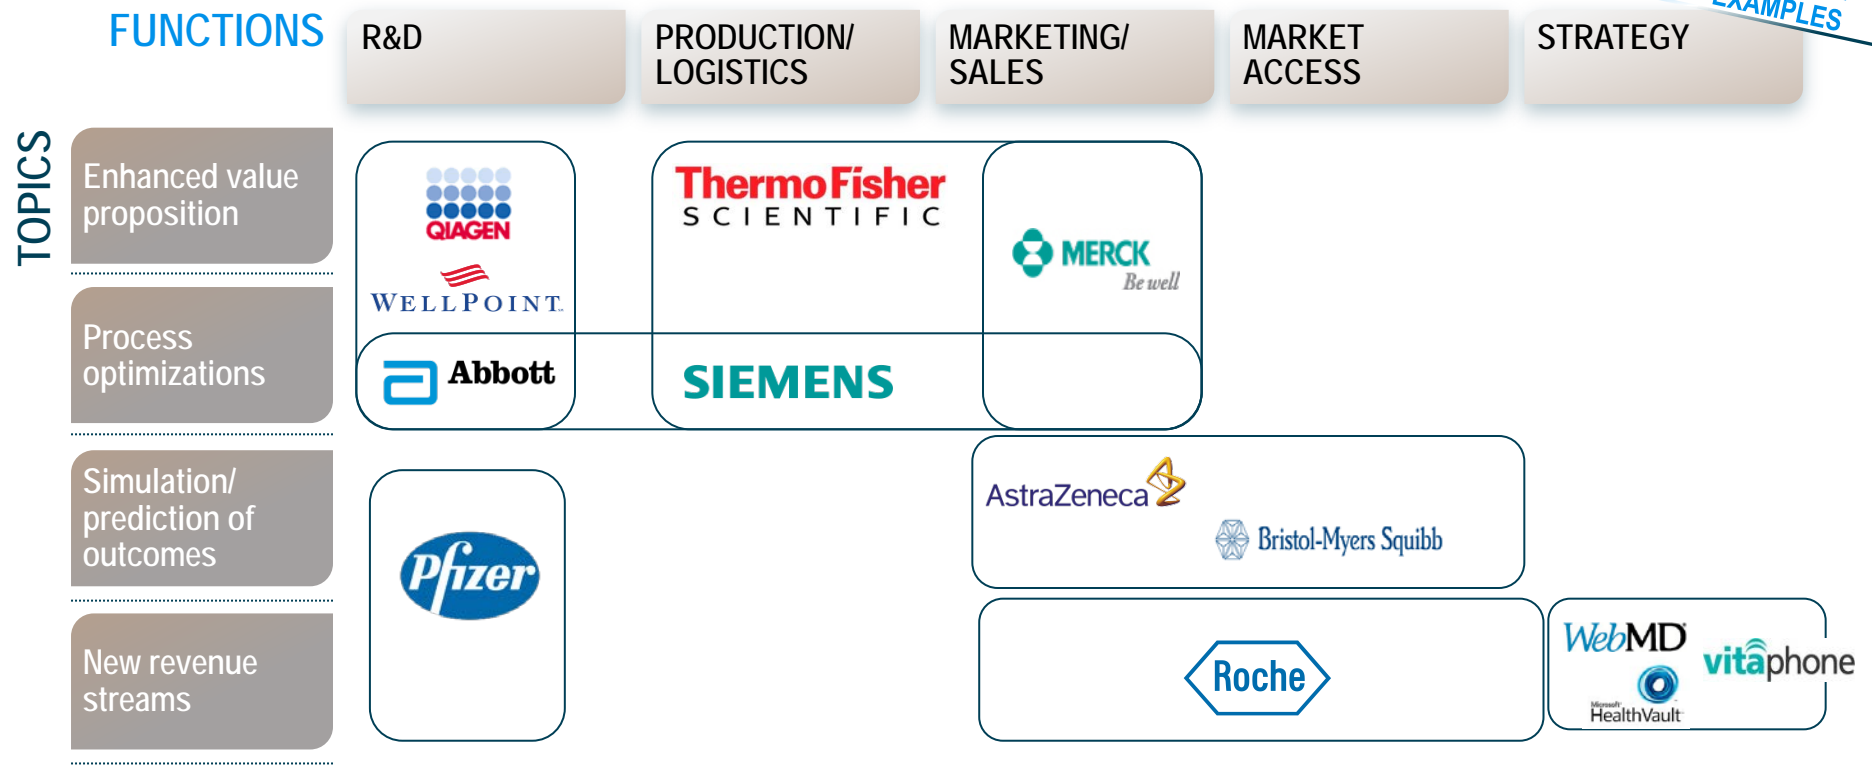 FUNCTIONS
R&D
PRODUCTION/
LOGISTICS
MARKETING/
SALES
MARKET
ACCESS
STRATEGY
EXAMPLES
TOPICS
Enhanced value
proposition
QIAGEN
WELLPOINT
ThermoFisher
SCIENTIFIC
MERCK
Be well
Process
optimizations
Abbott
SIEMENS
Simulation/
prediction of
outcomes
Pfizer
AstraZeneca
Bristol-Myers Squibb
New revenue
streams
Roche
WebMD
vitaphone
Microsoft
HealthVault